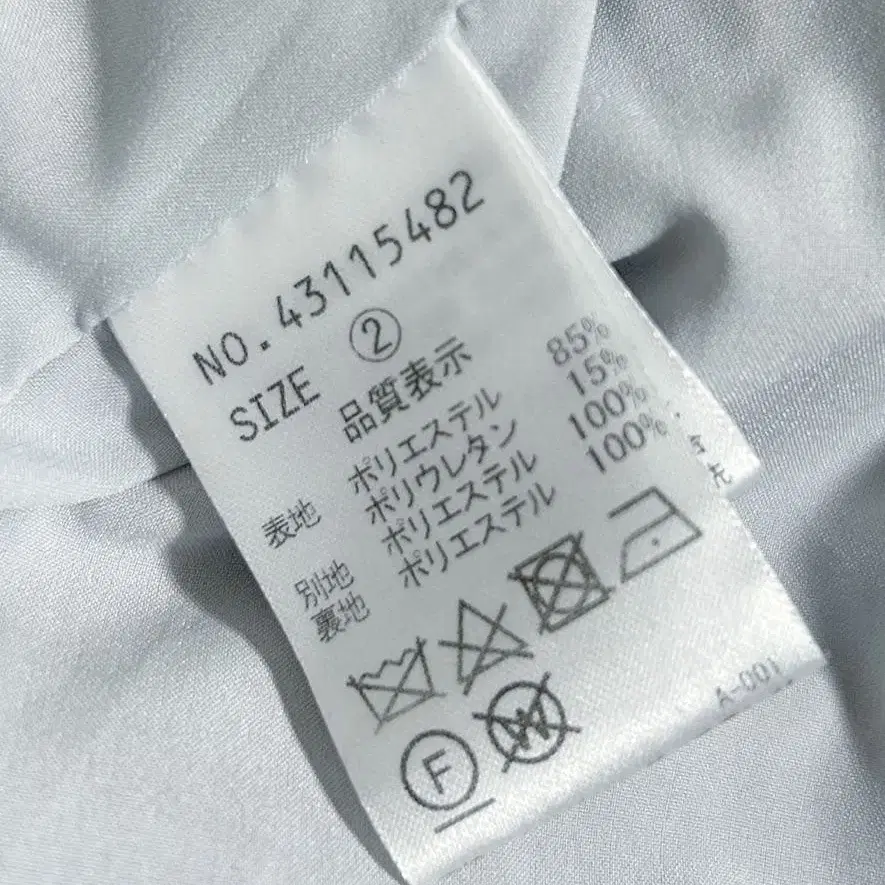 NO.43115482
SIZE ②
品質表示
表地 ポリエステル 85%
ポリウレタン 15%
別地 ポリエステル 100%
裏地 ポリエステル 100%
F
W
A-001